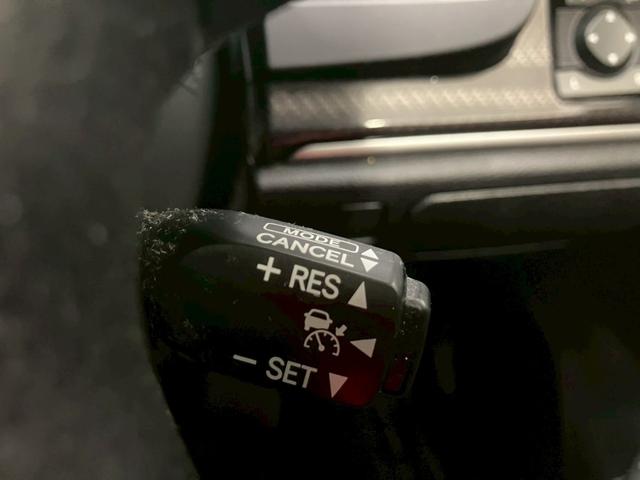 MODE
CANCEL
+ RES
− SET